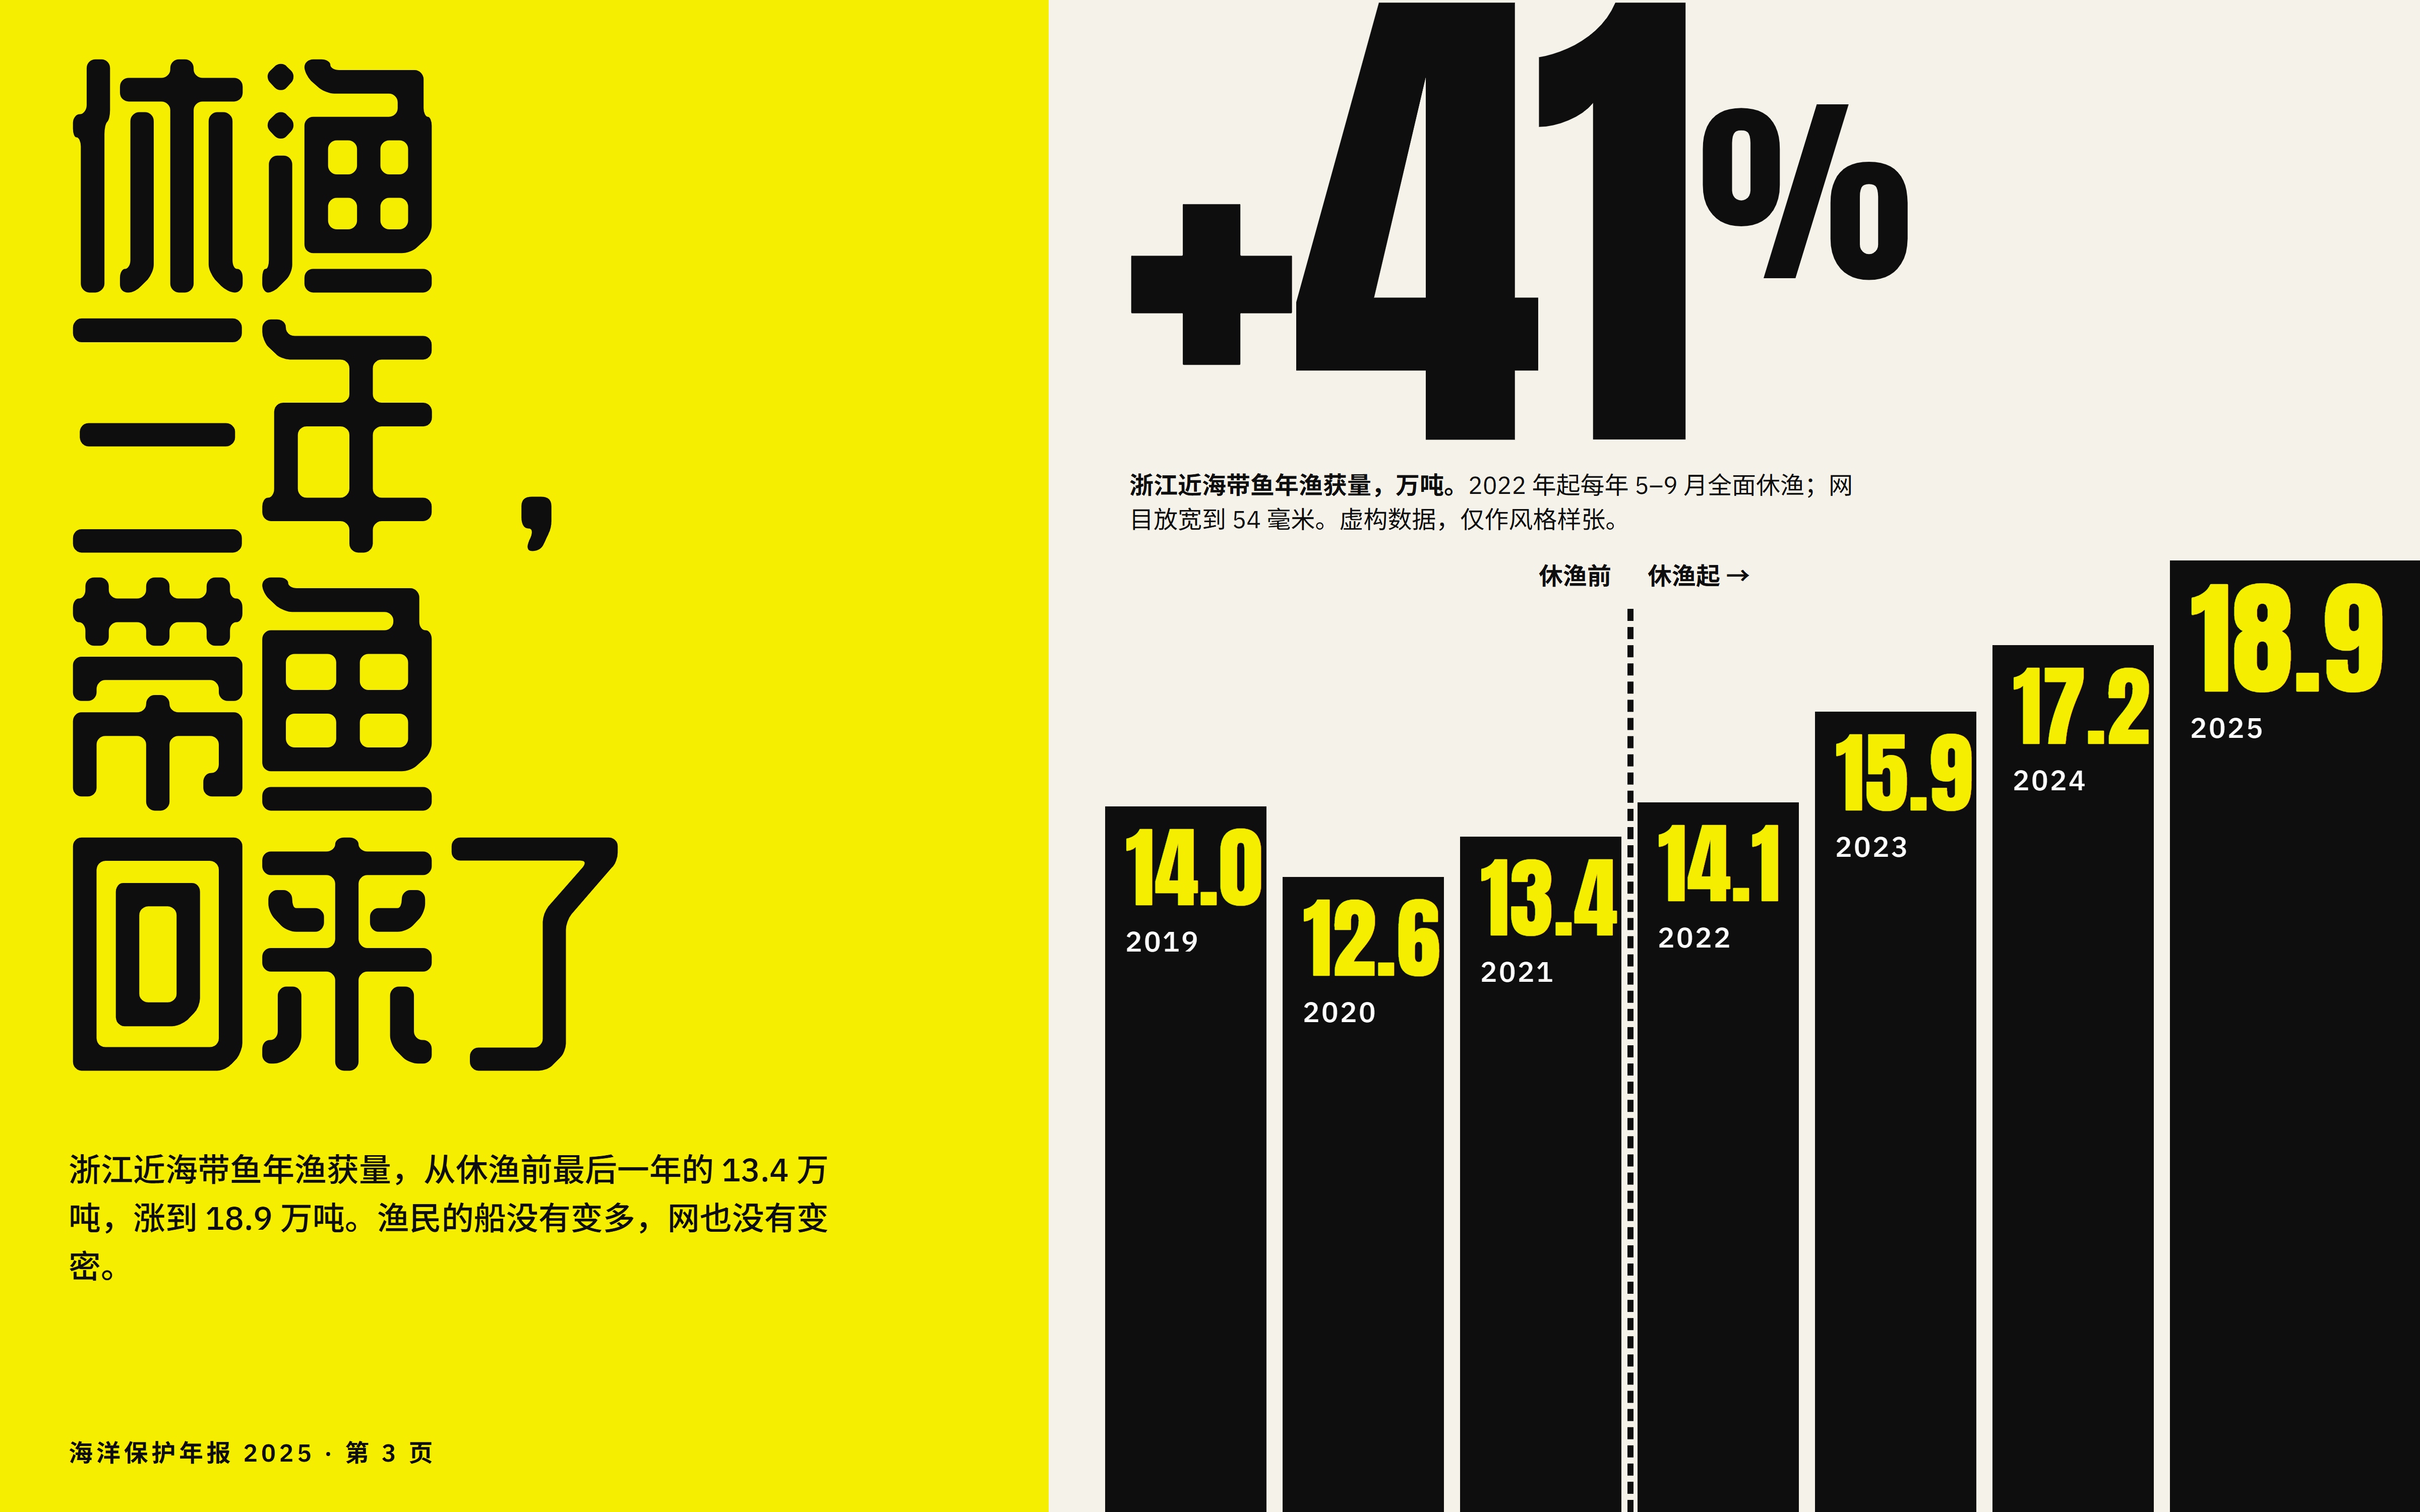 休渔
三年，
带鱼
回来了
浙江近海带鱼年渔获量，从休渔前最后一年的 13.4 万
吨，涨到 18.9 万吨。渔民的船没有变多，网也没有变
密。
海洋保护年报 2025 · 第 3 页
+41%
浙江近海带鱼年渔获量，万吨。2022 年起每年 5–9 月全面休渔；网
目放宽到 54 毫米。虚构数据，仅作风格样张。
休渔前
休渔起 →
14.0
2019
12.6
2020
13.4
2021
14.1
2022
15.9
2023
17.2
2024
18.9
2025